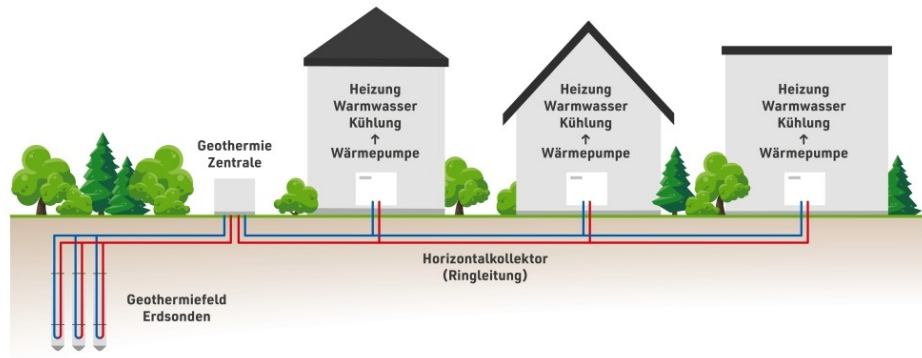 Geothermie
Zentrale
Heizung
Warmwasser
Kühlung
↑
Wärmepumpe
Heizung
Warmwasser
Kühlung
↑
Wärmepumpe
Heizung
Warmwasser
Kühlung
↑
Wärmepumpe
Horizontalkollektor
(Ringleitung)
Geothermiefeld
Erdsonden